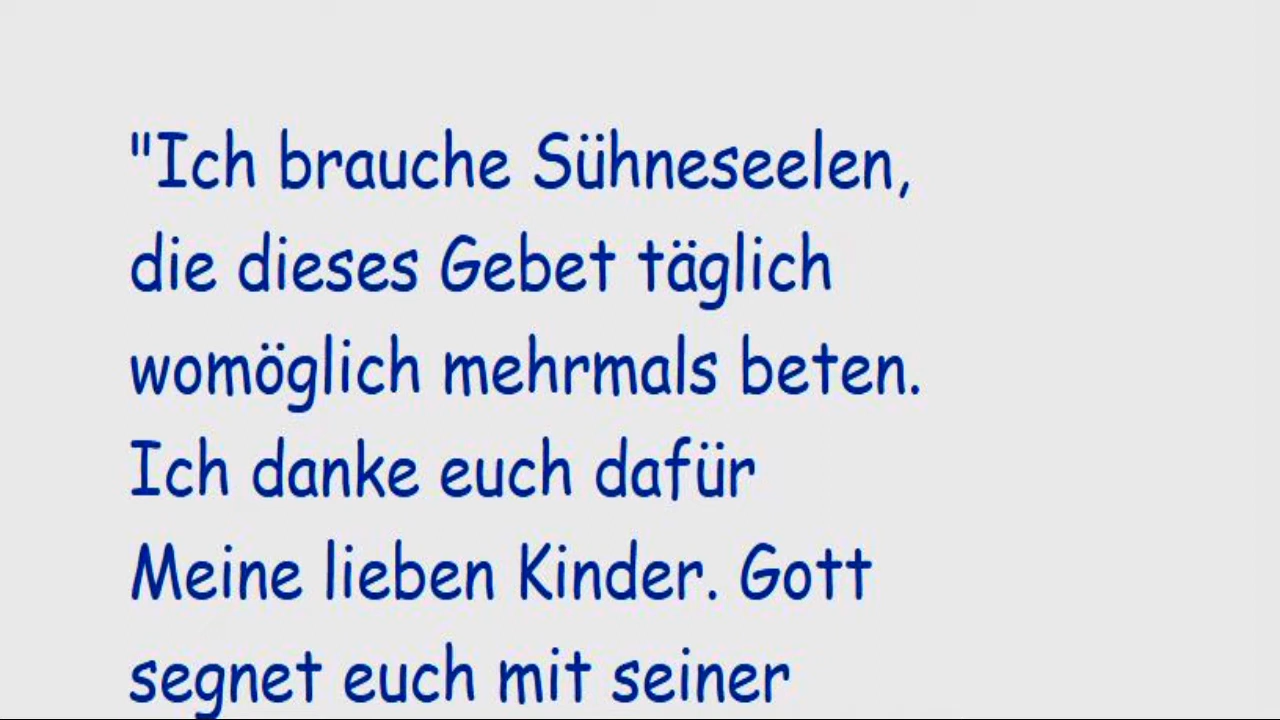 "Ich brauche Sühneseelen,
die dieses Gebet täglich
womöglich mehrmals beten.
Ich danke euch dafür
Meine lieben Kinder. Gott
segnet euch mit seiner